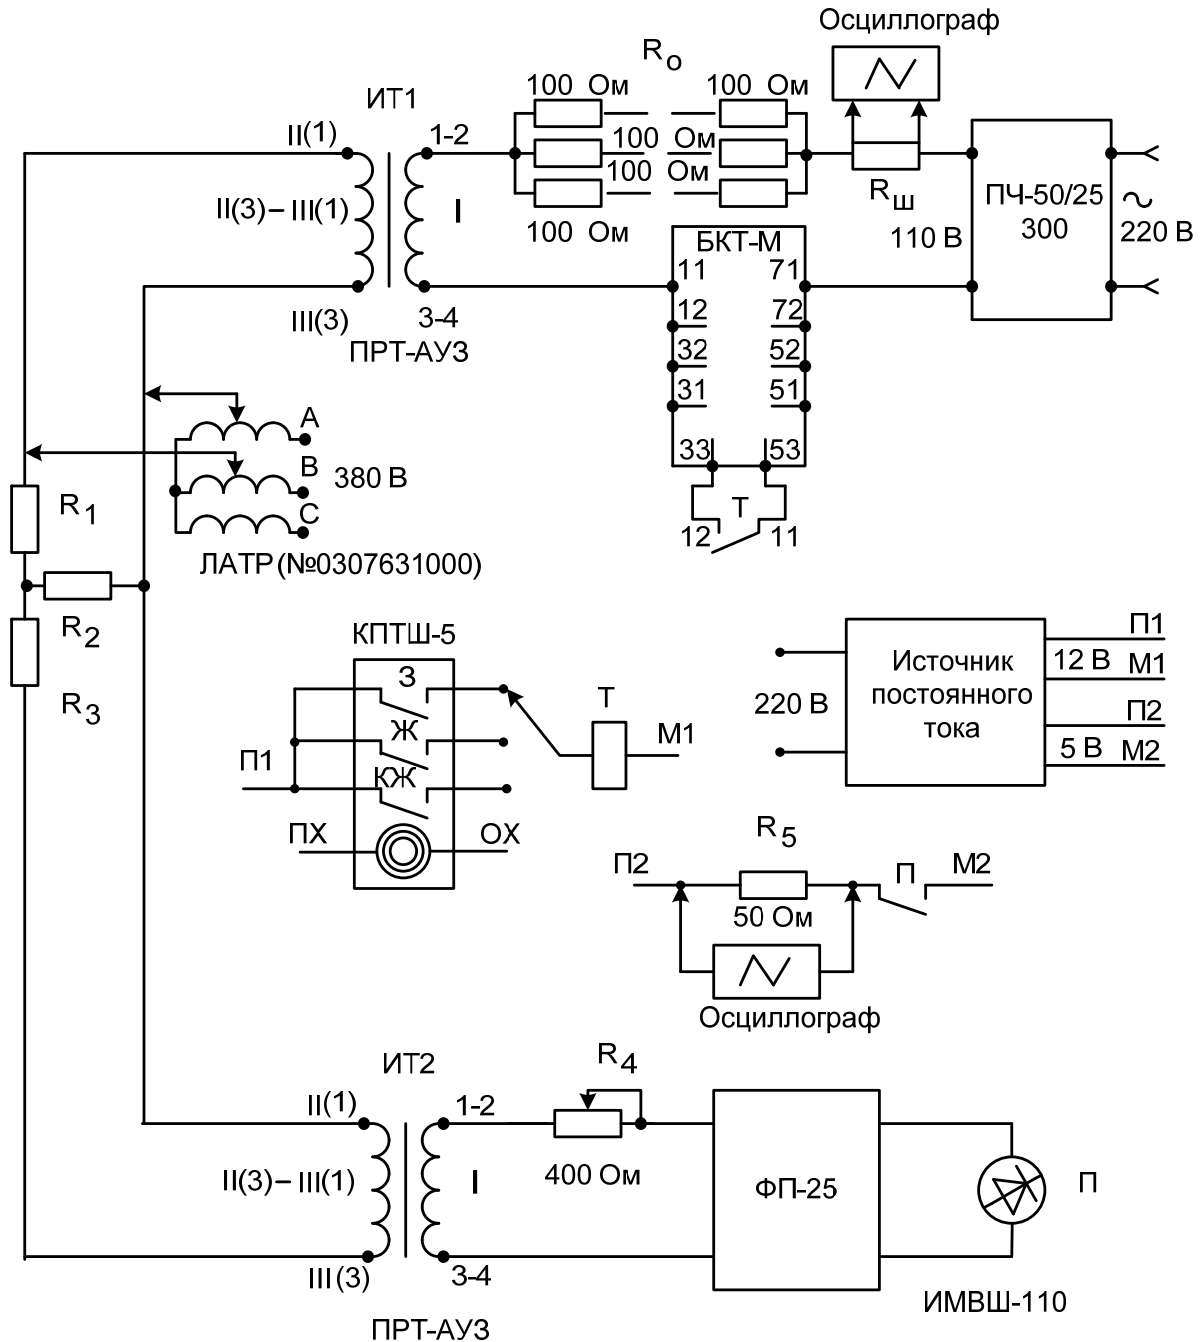 Осциллограф
Rо
100 Ом 100 Ом
ИТ1
II(1) 1-2
100 Ом
100 Ом
Rш
ПЧ-50/25
300
II(3) – III(1) I
100 Ом
БКТ-М
110 В
~
220 В
11 71
12 72
32 52
31 51
33 53
III(3) 3-4
ПРТ-АУЗ
Т
12 11
A
B
380 В
C
ЛАТР (№0307631000)
R1
R2
R3
КПТШ-5
З
Ж
КЖ
П1
ПХ ОХ
Т
М1
Источник
постоянного
тока
220 В
П1
12 В М1
П2
5 В М2
R5
П2 П М2
50 Ом
Осциллограф
ИТ2
R4
II(1) 1-2
400 Ом
II(3) – III(1) I
ФП-25
П
III(3) 3-4
ИМВШ-110
ПРТ-АУЗ